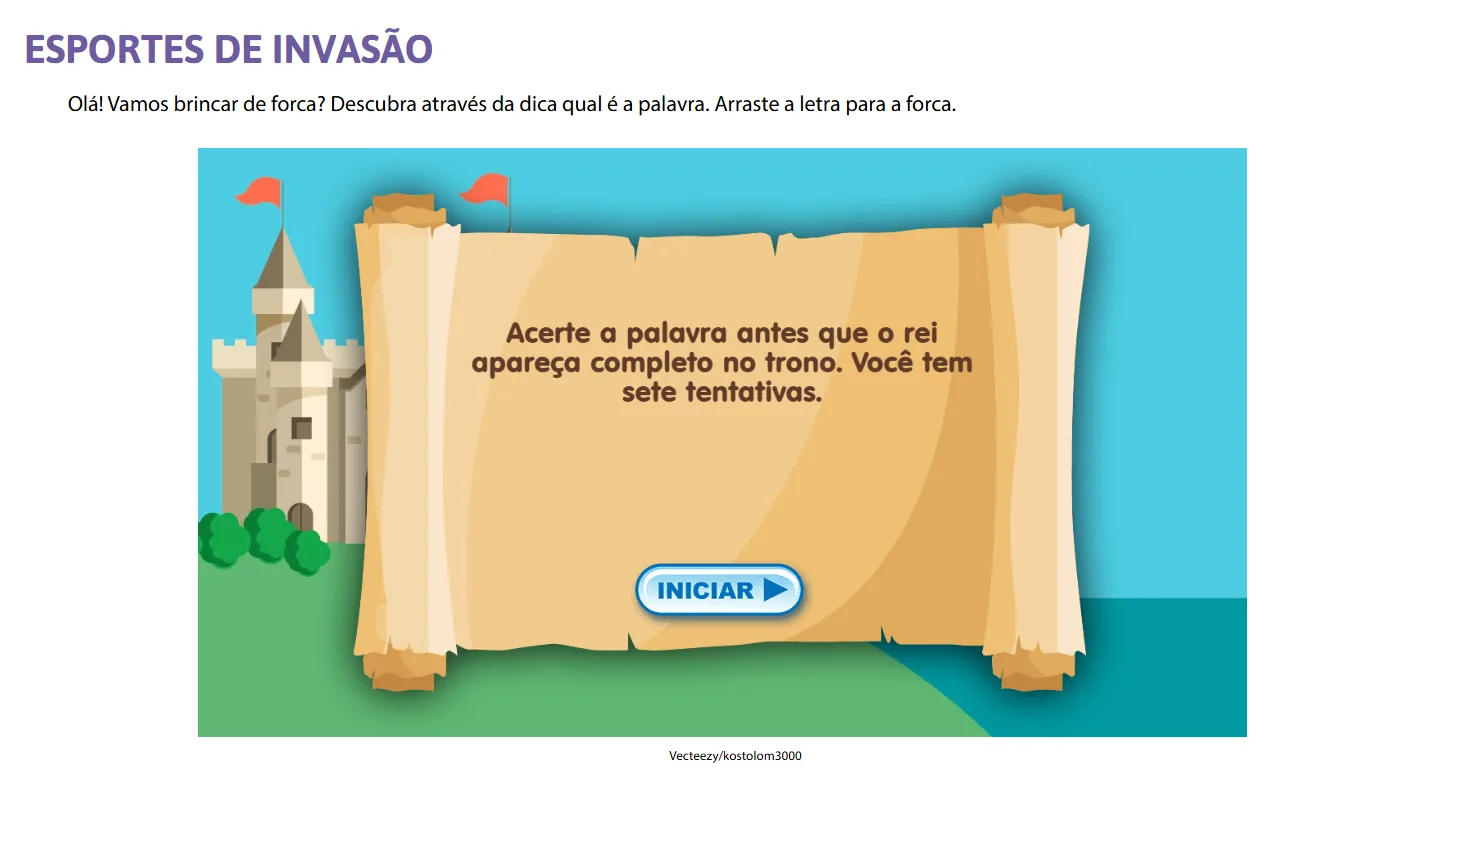 ESPORTES DE INVASÃO
Olá! Vamos brincar de forca? Descubra através da dica qual é a palavra. Arraste a letra para a forca.
Acerte a palavra antes que o rei
apareça completo no trono. Você tem
sete tentativas.
INICIAR
Vecteezy/kostolom3000